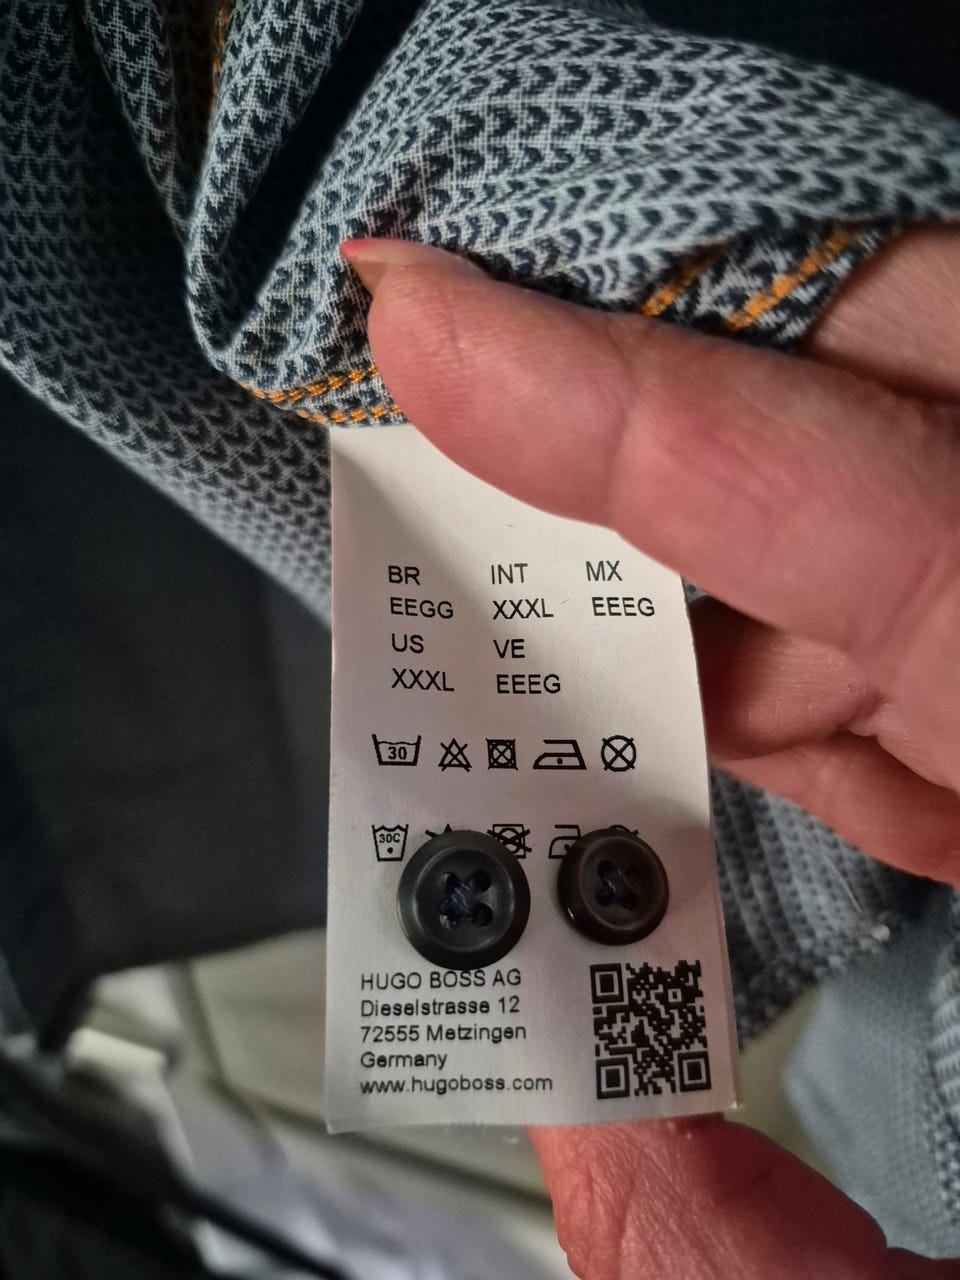 BR INT MX
EEGG XXXL EEEG
US VE
XXXL EEEG
30
30C
HUGO BOSS AG
Dieselstrasse 12
72555 Metzingen
Germany
www.hugoboss.com